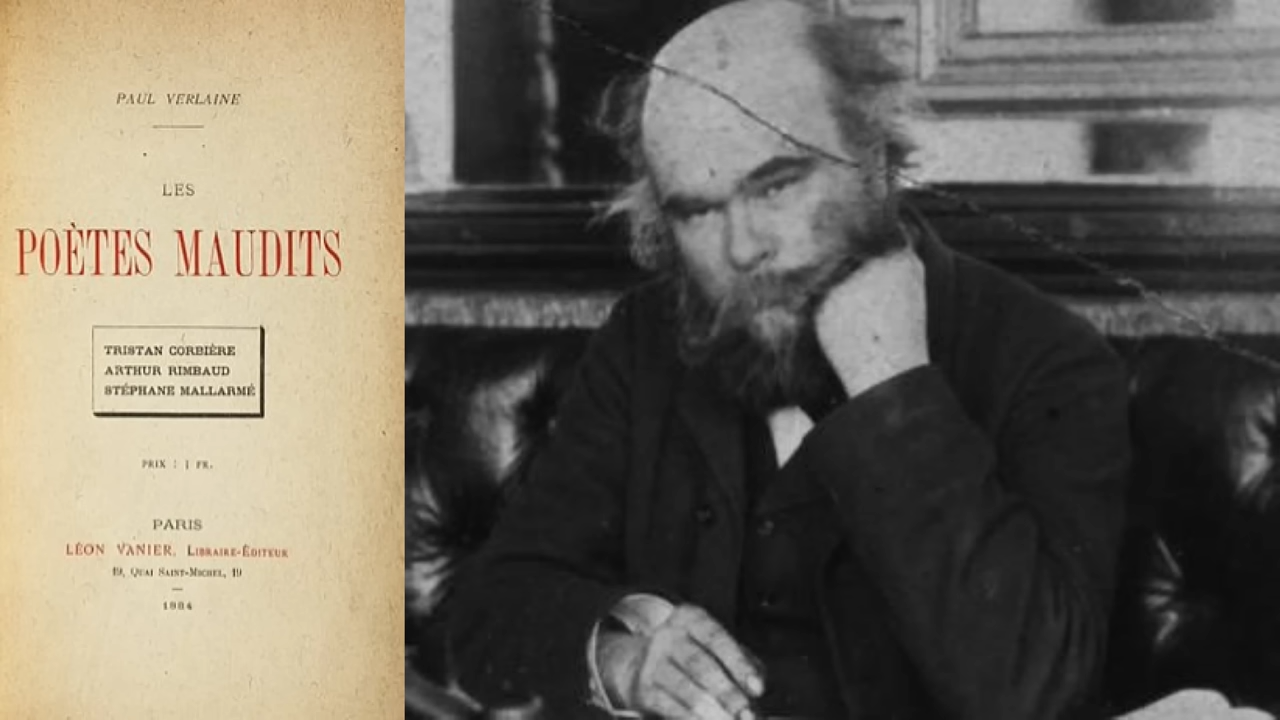 PAUL VERLAINE
LES
POÈTES MAUDITS
TRISTAN CORBIÈRE
ARTHUR RIMBAUD
STÉPHANE MALLARMÉ
PRIX : 1 FR.
PARIS
LÉON VANIER, LIBRAIRE-ÉDITEUR
19, QUAI SAINT-MICHEL, 19
1884